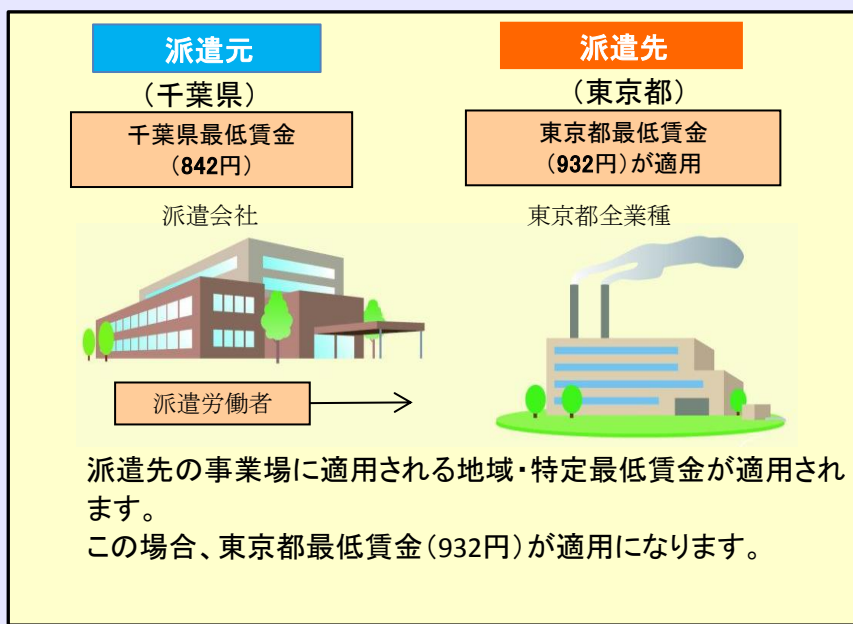 派遣元
(千葉県)
千葉県最低賃金
(842円)
派遣会社
派遣先
(東京都)
東京都最低賃金
(932円)が適用
東京都全業種
派遣労働者
派遣先の事業場に適用される地域・特定最低賃金が適用され
ます。
この場合、東京都最低賃金(932円)が適用になります。